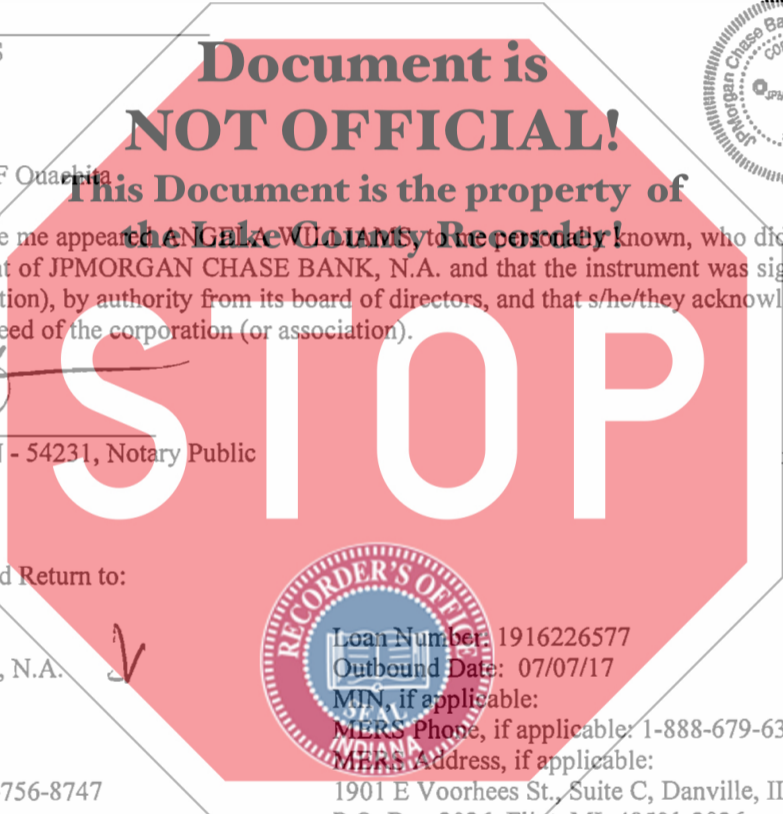 Document is
NOT OFFICIAL!
JPMorgan Chase Ba
F Ouachita
This Document is the property of
the Lake County Recorder!
e me appeared ANGELA WILLIAMS, to me personally known, who did
t of JPMORGAN CHASE BANK, N.A. and that the instrument was sig
tion), by authority from its board of directors, and that s/he/they acknowl
eed of the corporation (or association).
STOP
- 54231, Notary Public
d Return to:
RECORDER'S OFFICE
SEAL
INDIANA
Loan Number: 1916226577
, N.A.
Outbound Date: 07/07/17
MIN, if applicable:
MERS Phone, if applicable: 1-888-679-63
MERS Address, if applicable:
756-8747
1901 E Voorhees St., Suite C, Danville, Il